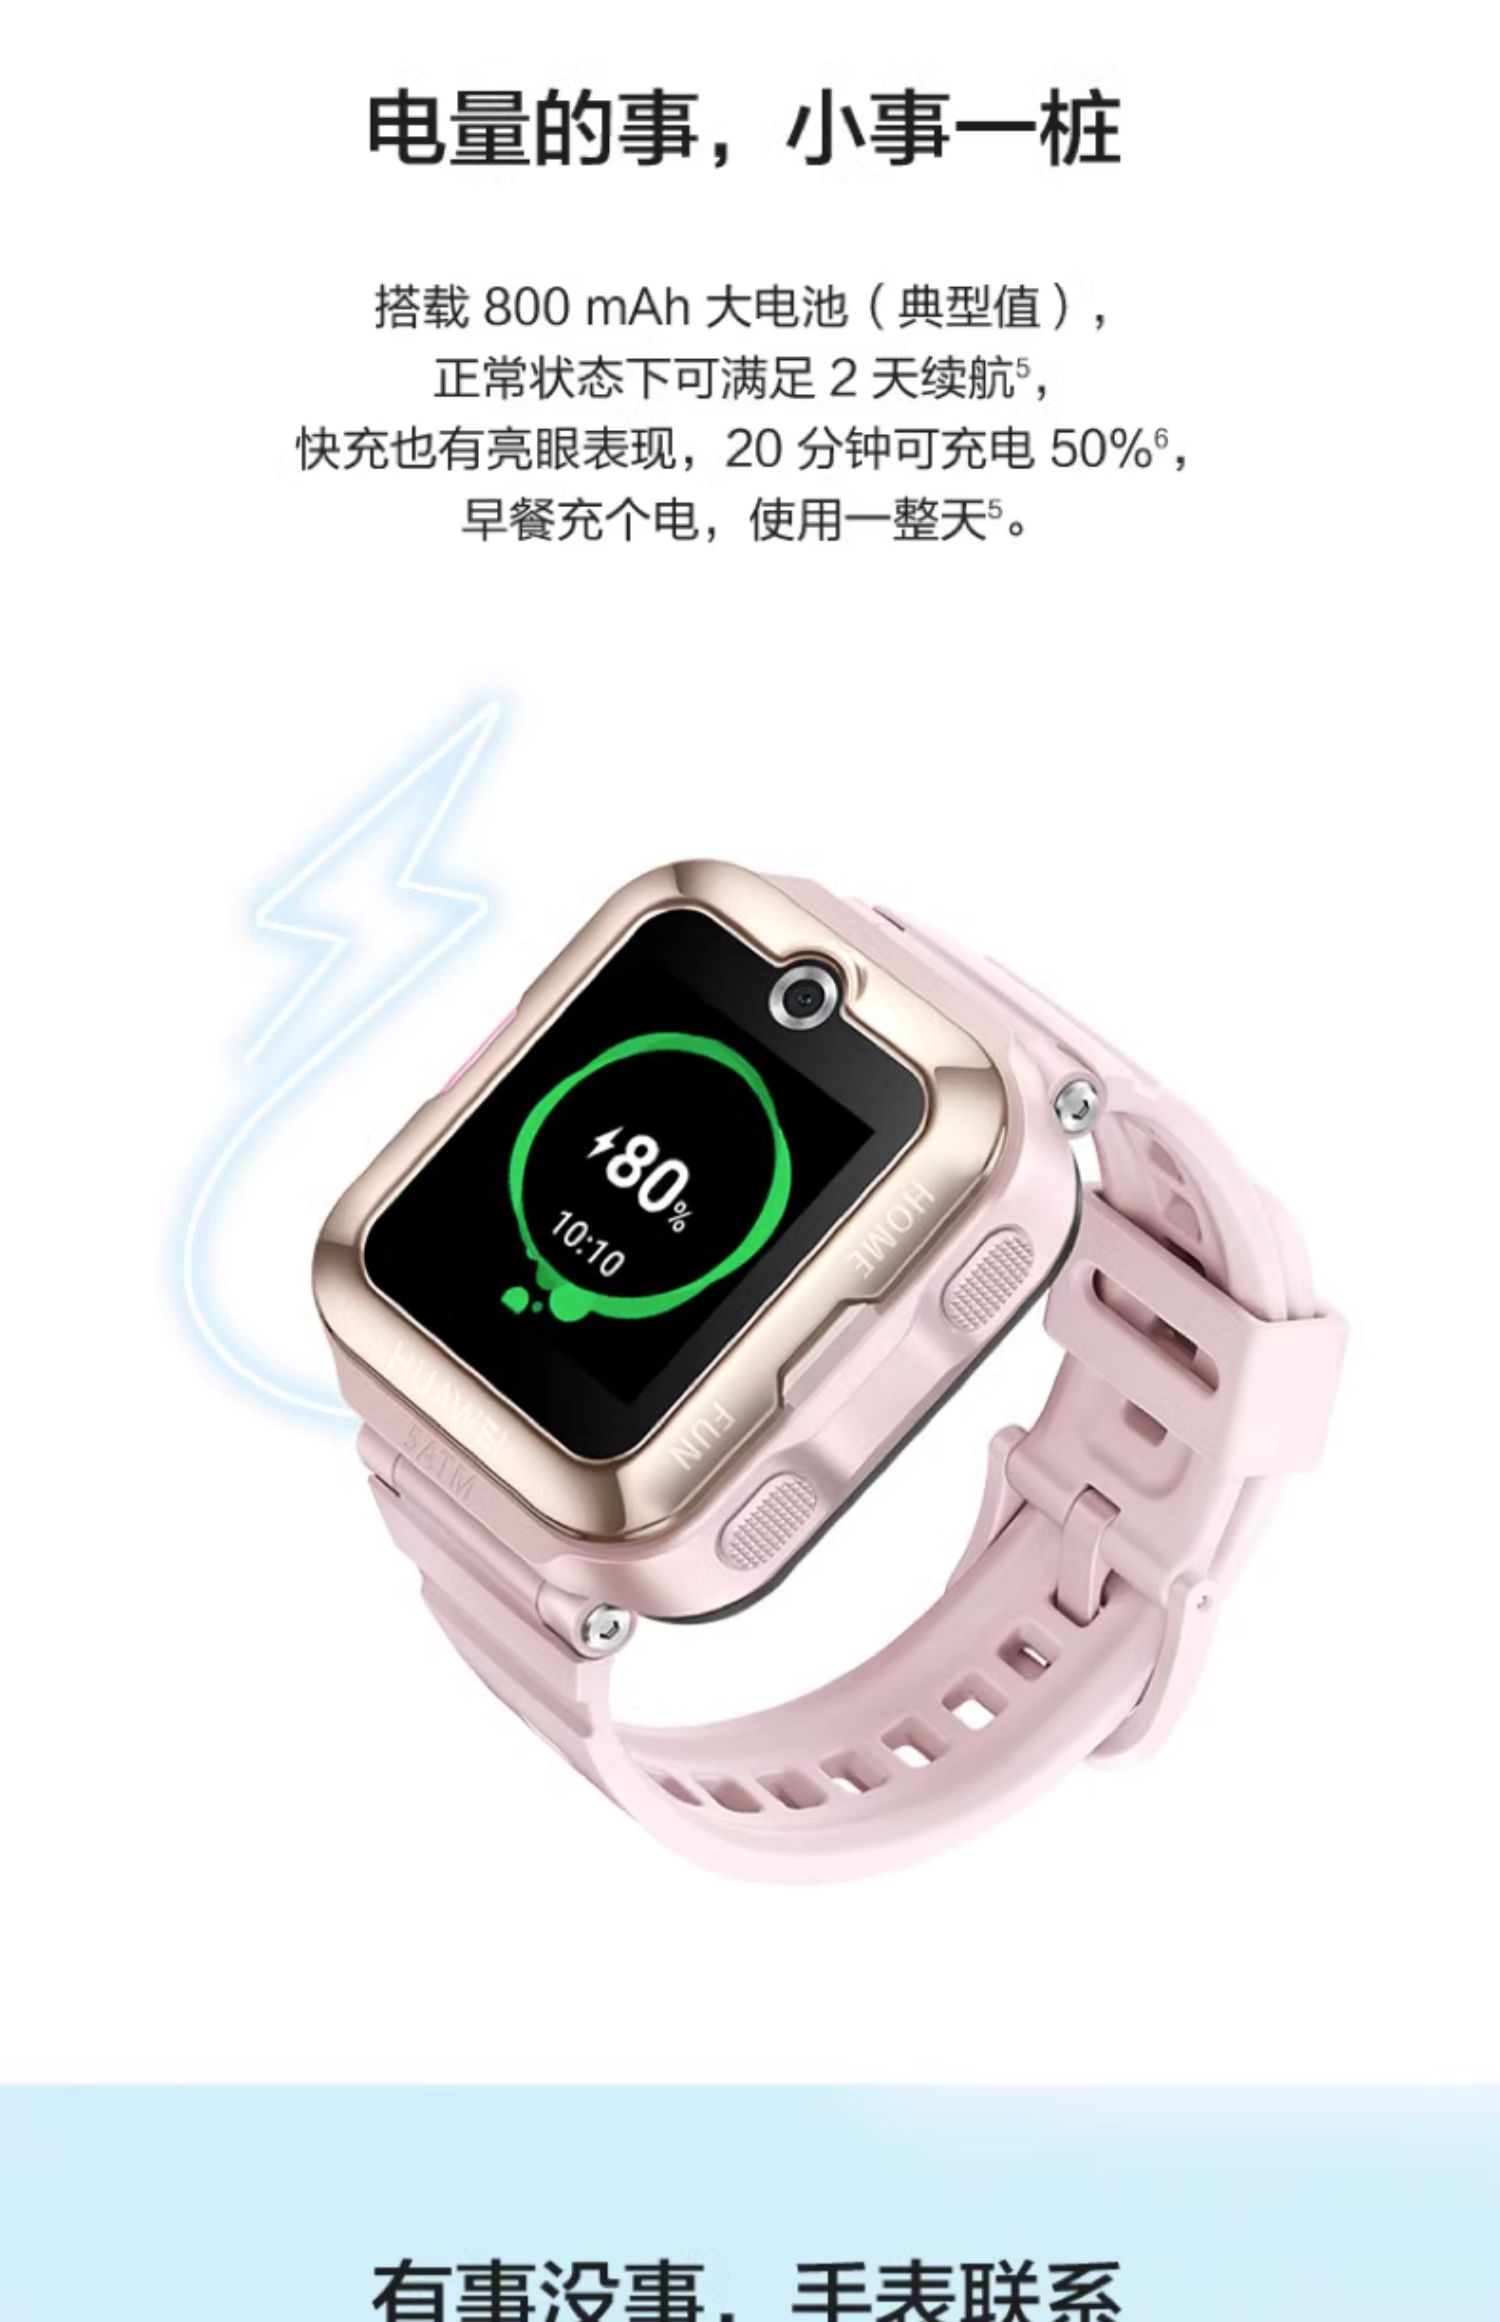 电量的事，小事一桩
搭载 800 mAh 大电池（典型值），
正常状态下可满足 2 天续航⁵，
快充也有亮眼表现，20 分钟可充电 50%⁶，
早餐充个电，使用一整天⁵。
80%
10:10
HOME
FUN
HUAWEI
5ATM
有事没事，手表联系